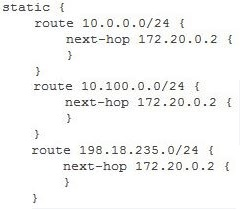 static {
route 10.0.0.0/24 {
next-hop 172.20.0.2 {
}
}
route 10.100.0.0/24 {
next-hop 172.20.0.2 {
}
}
route 198.18.235.0/24 {
next-hop 172.20.0.2 {
}
}